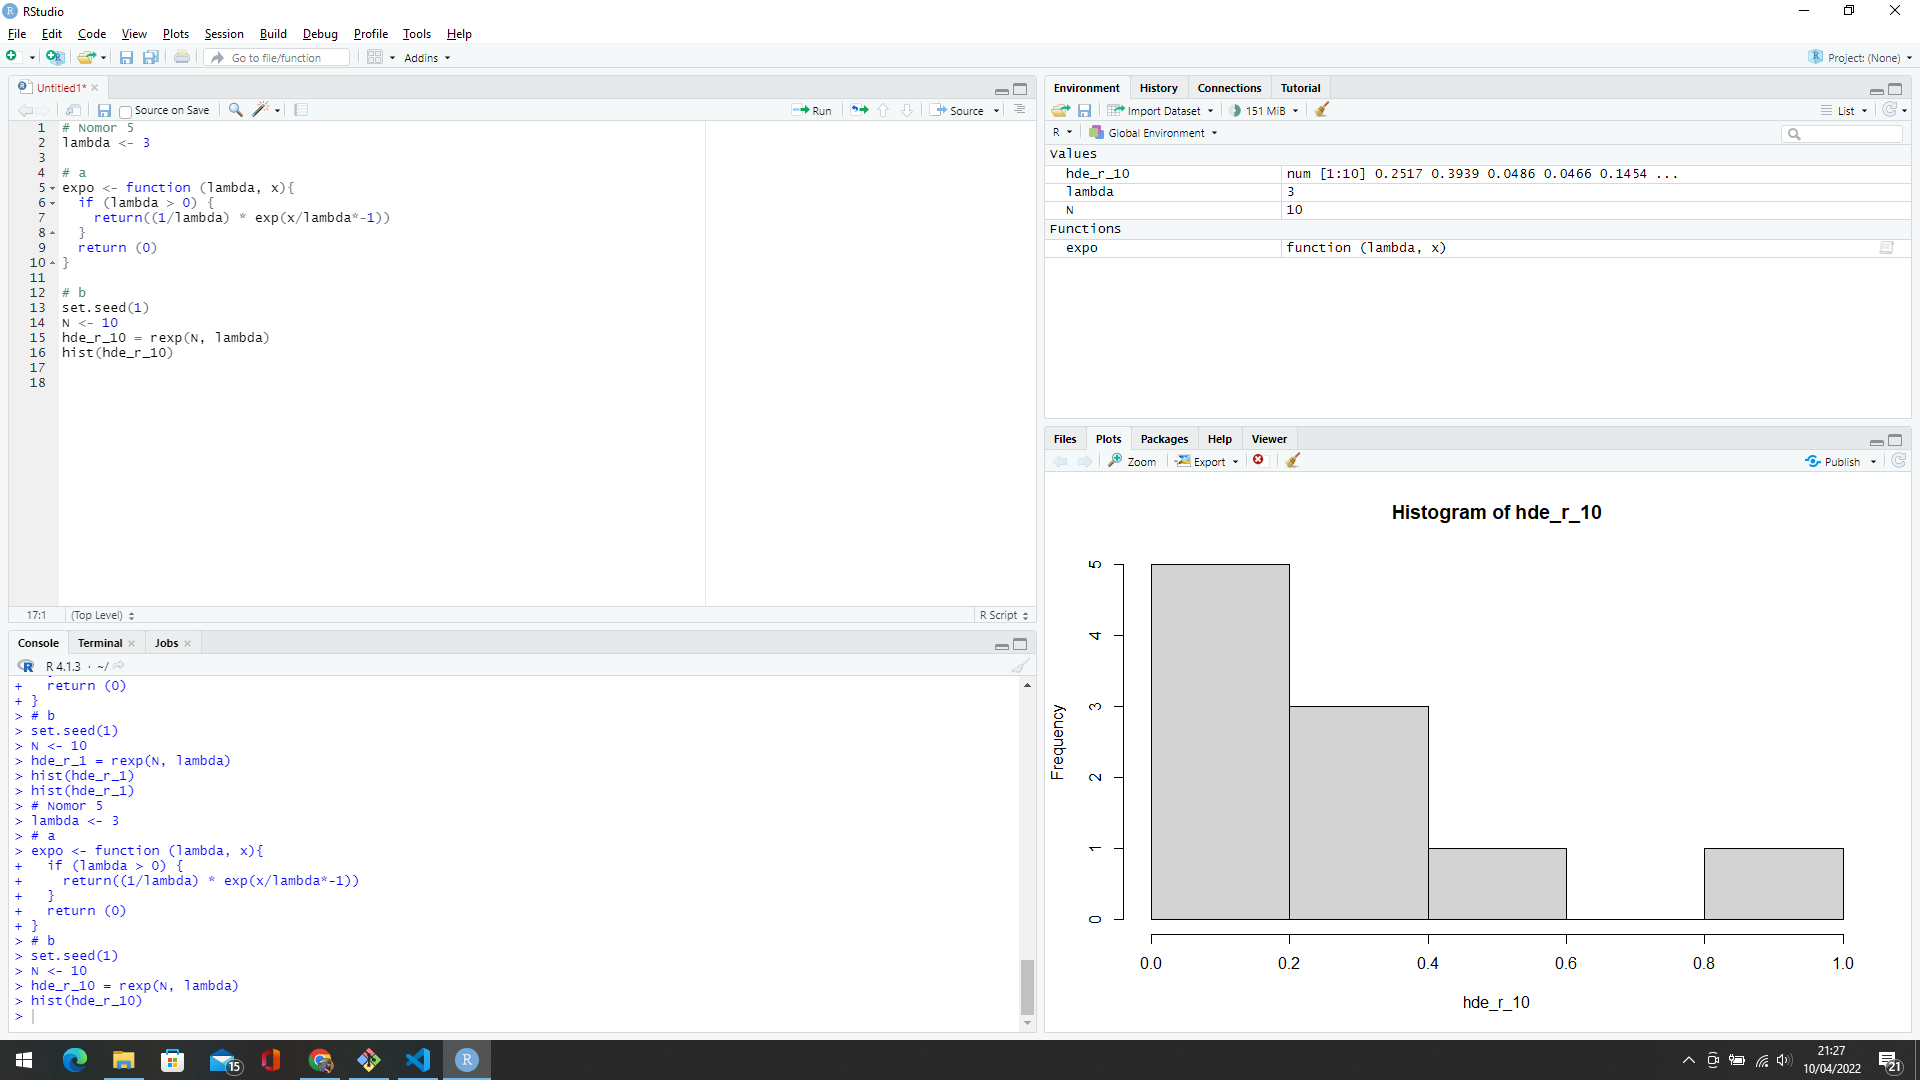 RStudio
File Edit Code View Plots Session Build Debug Profile Tools Help
Go to file/function Addins Project: (None)
Untitled1*
Source on Save Run Source
1 # Nomor 5
2 lambda <- 3
3
4 # a
5 expo <- function (lambda, x){
6 if (lambda > 0) {
7 return((1/lambda) * exp(x/lambda*-1))
8 }
9 return (0)
10 }
11
12 # b
13 set.seed(1)
14 N <- 10
15 hde_r_10 = rexp(N, lambda)
16 hist(hde_r_10)
17
18
17:1 (Top Level) R Script
Console Terminal Jobs
R 4.1.3 · ~/
+ return (0)
+ }
> # b
> set.seed(1)
> N <- 10
> hde_r_1 = rexp(N, lambda)
> hist(hde_r_1)
> hist(hde_r_1)
> # Nomor 5
> lambda <- 3
> # a
> expo <- function (lambda, x){
+ if (lambda > 0) {
+ return((1/lambda) * exp(x/lambda*-1))
+ }
+ return (0)
+ }
> # b
> set.seed(1)
> N <- 10
> hde_r_10 = rexp(N, lambda)
> hist(hde_r_10)
>
Environment History Connections Tutorial
Import Dataset 151 MiB List
R Global Environment
Values
hde_r_10 num [1:10] 0.2517 0.3939 0.0486 0.0466 0.1454 ...
lambda 3
N 10
Functions
expo function (lambda, x)
Files Plots Packages Help Viewer
Zoom Export Publish
Histogram of hde_r_10
Frequency
5
4
3
2
1
0
0.0 0.2 0.4 0.6 0.8 1.0
hde_r_10
15
R
21:27
10/04/2022
21